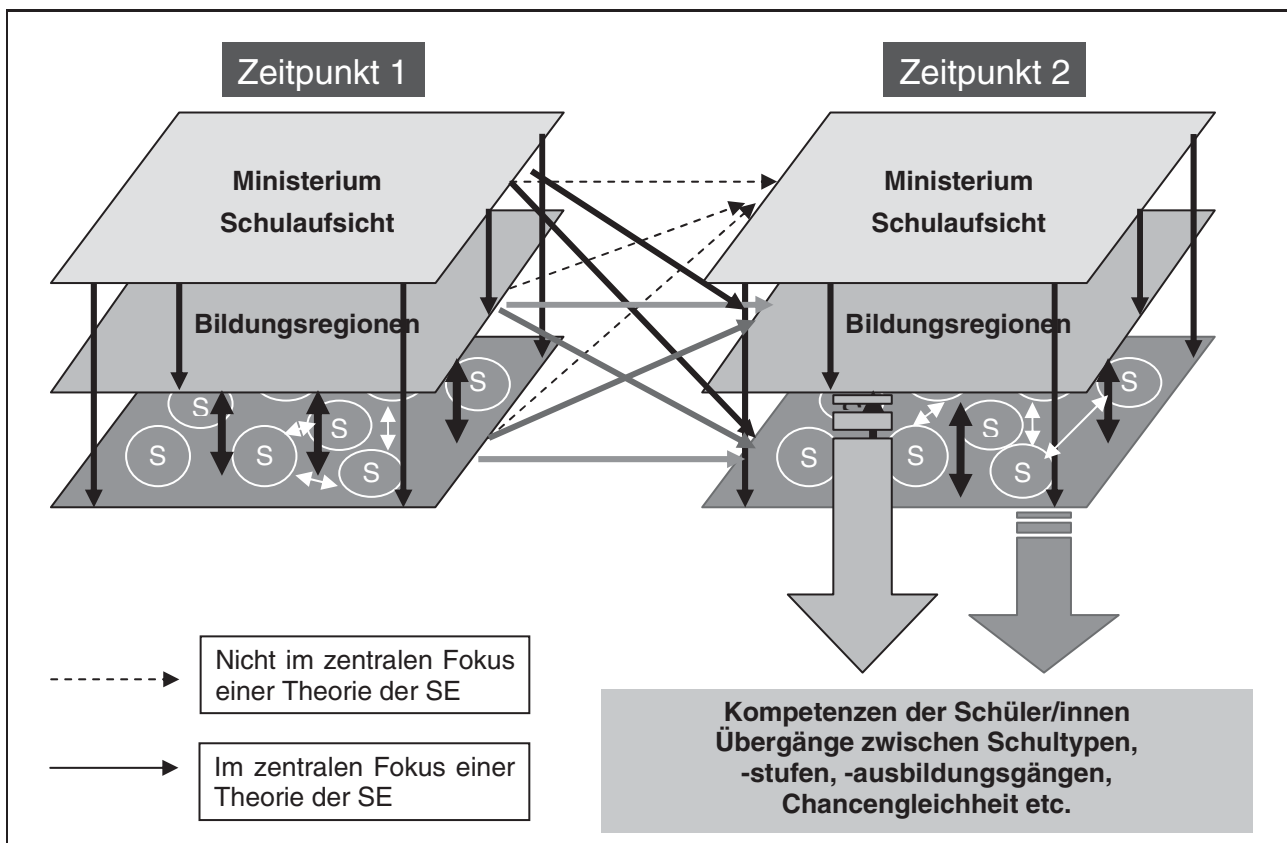 Zeitpunkt 1
Zeitpunkt 2
Ministerium
Schulaufsicht
Ministerium
Schulaufsicht
Bildungsregionen
Bildungsregionen
S
S
S
S
S
S
S
S
S
S
S
S
Nicht im zentralen Fokus
einer Theorie der SE
Im zentralen Fokus einer
Theorie der SE
Kompetenzen der Schüler/innen
Übergänge zwischen Schultypen,
-stufen, -ausbildungsgängen,
Chancengleichheit etc.